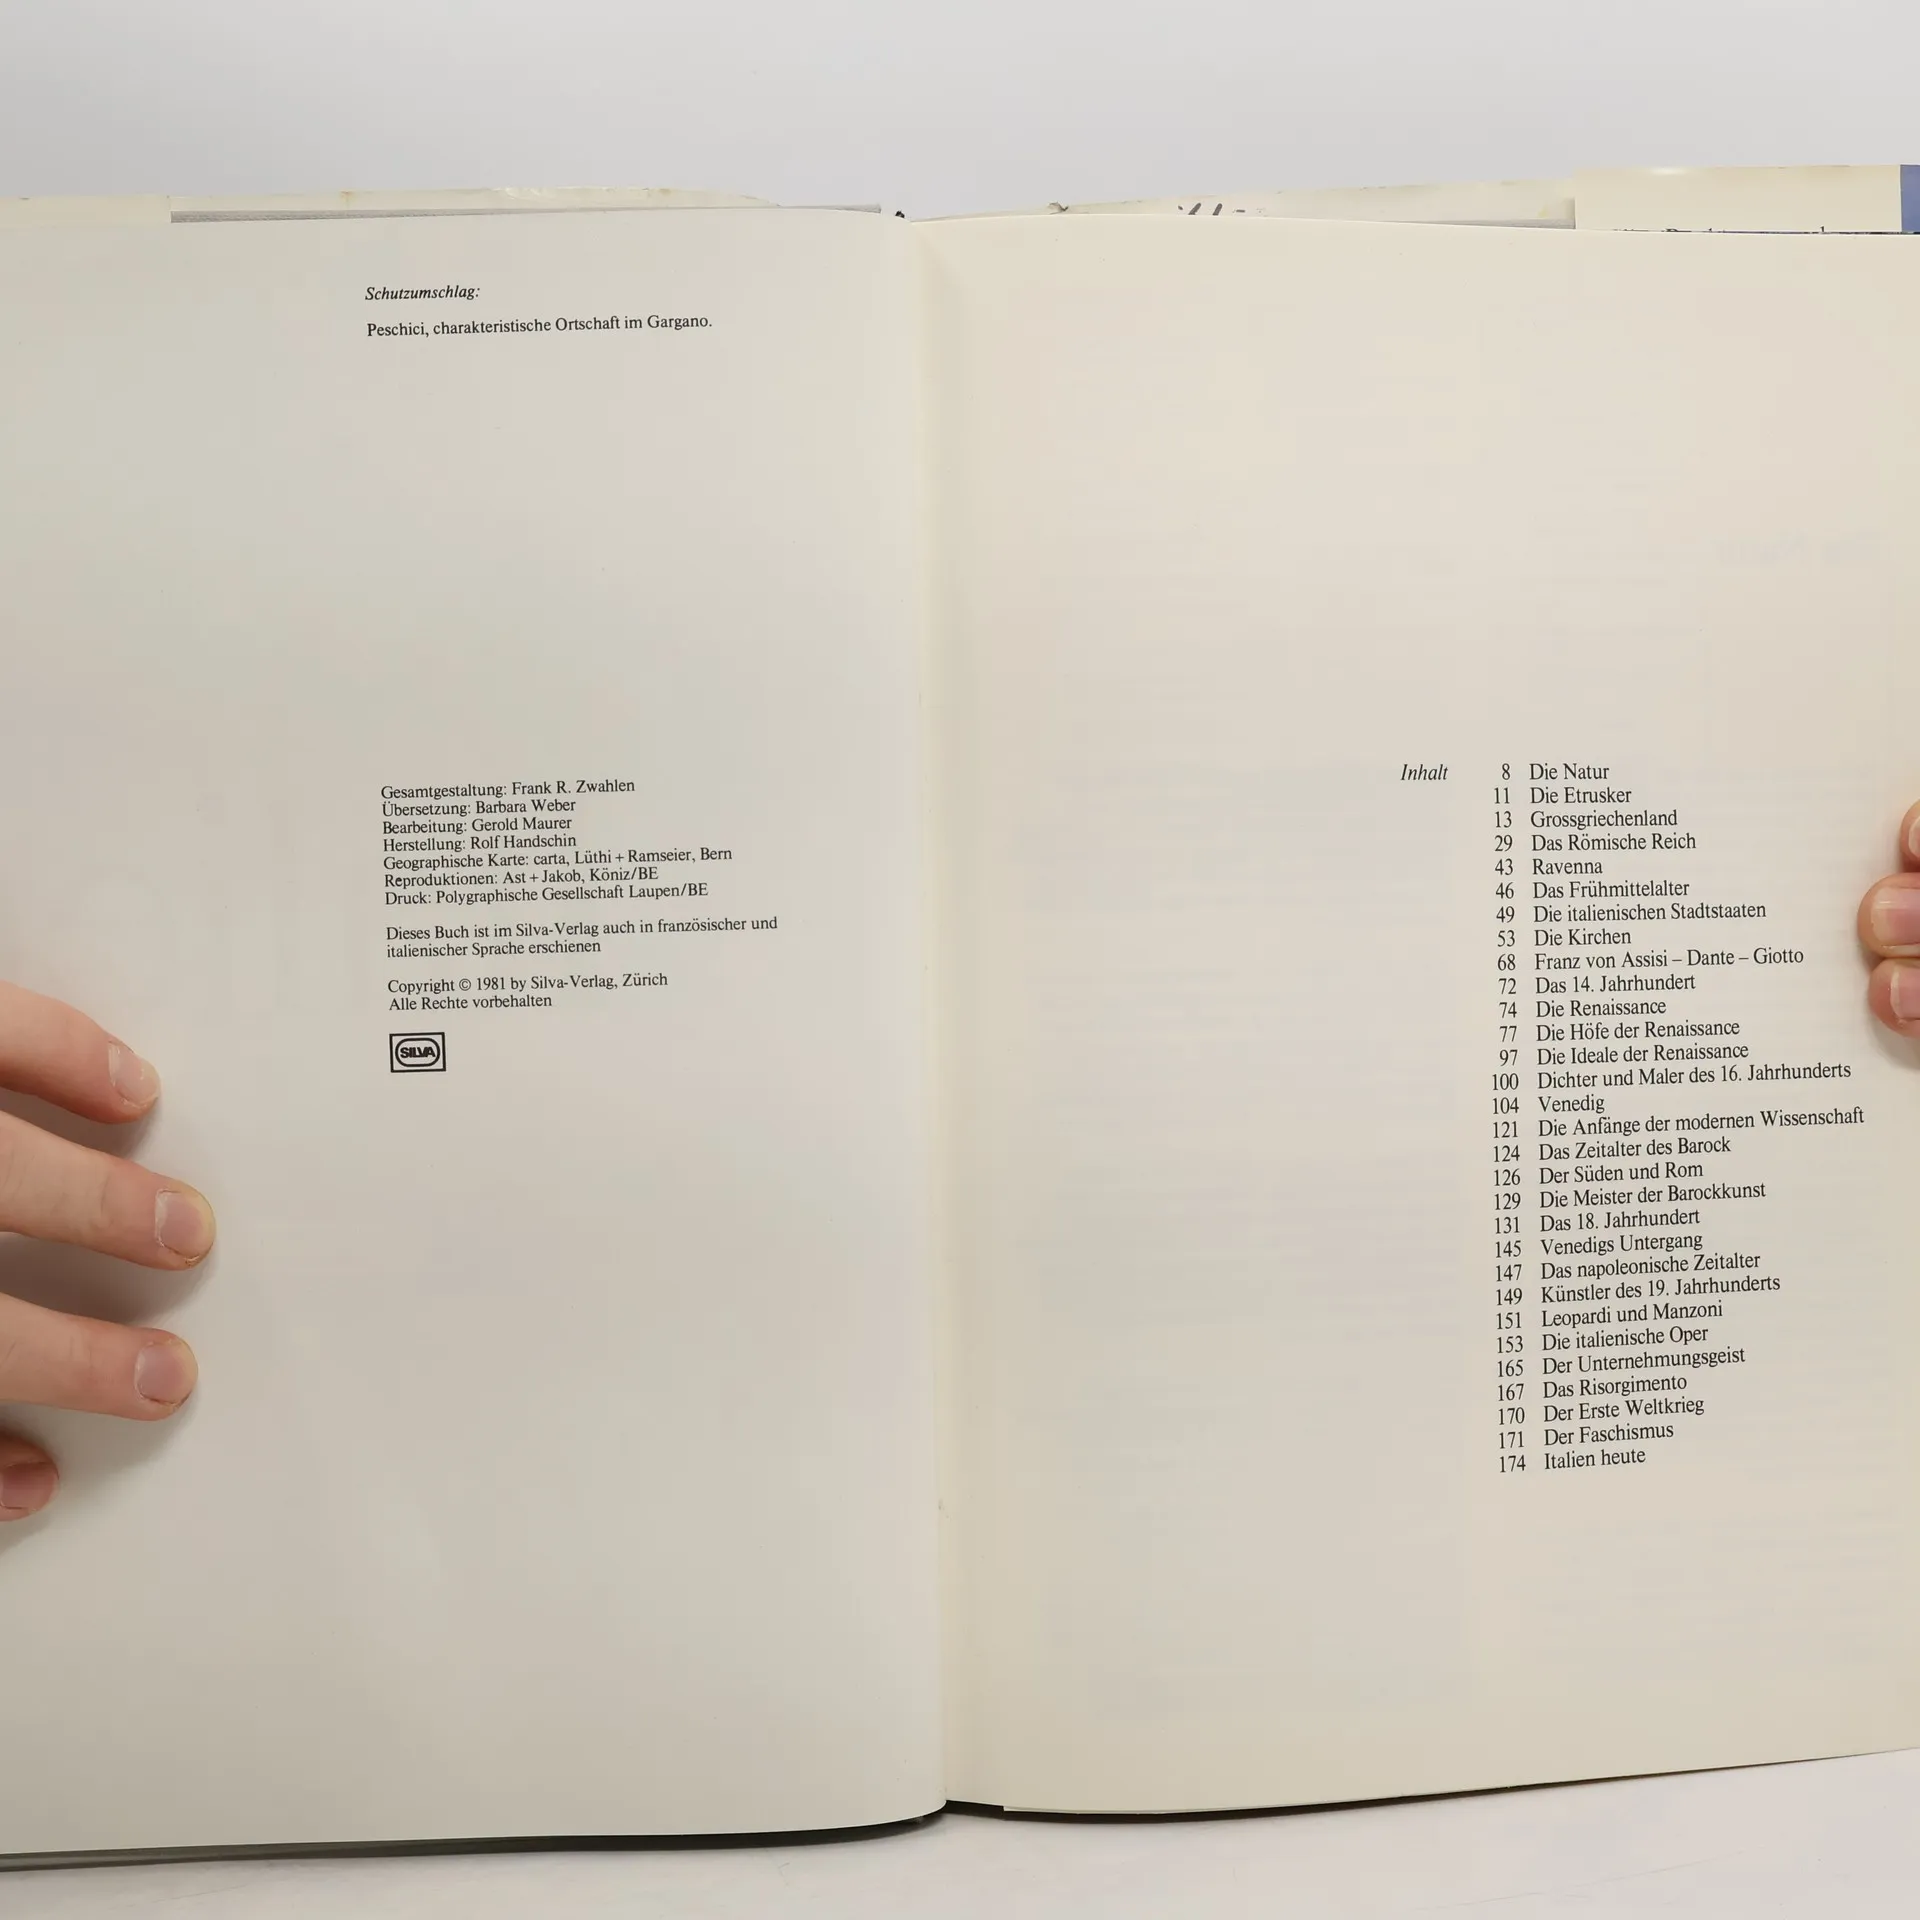 Schutzumschlag:
Peschici, charakteristische Ortschaft im Gargano.
Gesamtgestaltung: Frank R. Zwahlen
Übersetzung: Barbara Weber
Bearbeitung: Gerold Maurer
Herstellung: Rolf Handschin
Geographische Karte: carta, Lüthi + Ramseier, Bern
Reproduktionen: Ast + Jakob, Köniz/BE
Druck: Polygraphische Gesellschaft Laupen/BE
Dieses Buch ist im Silva-Verlag auch in französischer und
italienischer Sprache erschienen
Copyright © 1981 by Silva-Verlag, Zürich
Alle Rechte vorbehalten
SILVA
Inhalt 8 Die Natur
11 Die Etrusker
13 Grossgriechenland
29 Das Römische Reich
43 Ravenna
46 Das Frühmittelalter
49 Die italienischen Stadtstaaten
53 Die Kirchen
68 Franz von Assisi – Dante – Giotto
72 Das 14. Jahrhundert
74 Die Renaissance
77 Die Höfe der Renaissance
97 Die Ideale der Renaissance
100 Dichter und Maler des 16. Jahrhunderts
104 Venedig
121 Die Anfänge der modernen Wissenschaft
124 Das Zeitalter des Barock
126 Der Süden und Rom
129 Die Meister der Barockkunst
131 Das 18. Jahrhundert
145 Venedigs Untergang
147 Das napoleonische Zeitalter
149 Künstler des 19. Jahrhunderts
151 Leopardi und Manzoni
153 Die italienische Oper
165 Der Unternehmungsgeist
167 Das Risorgimento
170 Der Erste Weltkrieg
171 Der Faschismus
174 Italien heute